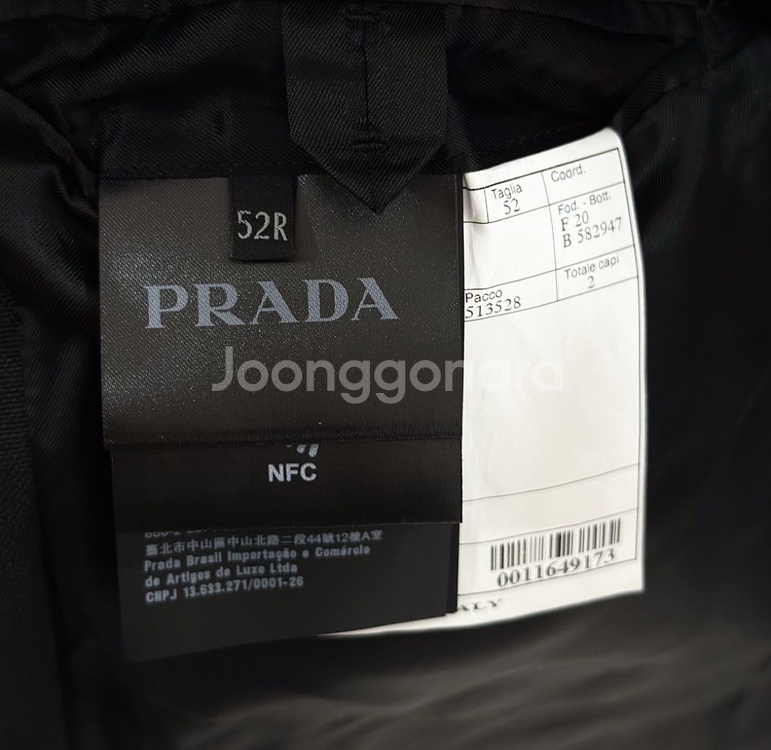 52R
PRADA
Joonggonara
NFC
臺北市中山區中山北路二段44號12樓A室
Prada Brasil Importação e Comércio
de Artigos de Luxo Ltda
CNPJ 13.633.271/0001-26
Taglia
52
Coord.
Fod. - Bott.
F 20
B 582947
Pacco
513528
Totale capi
2
0011649173